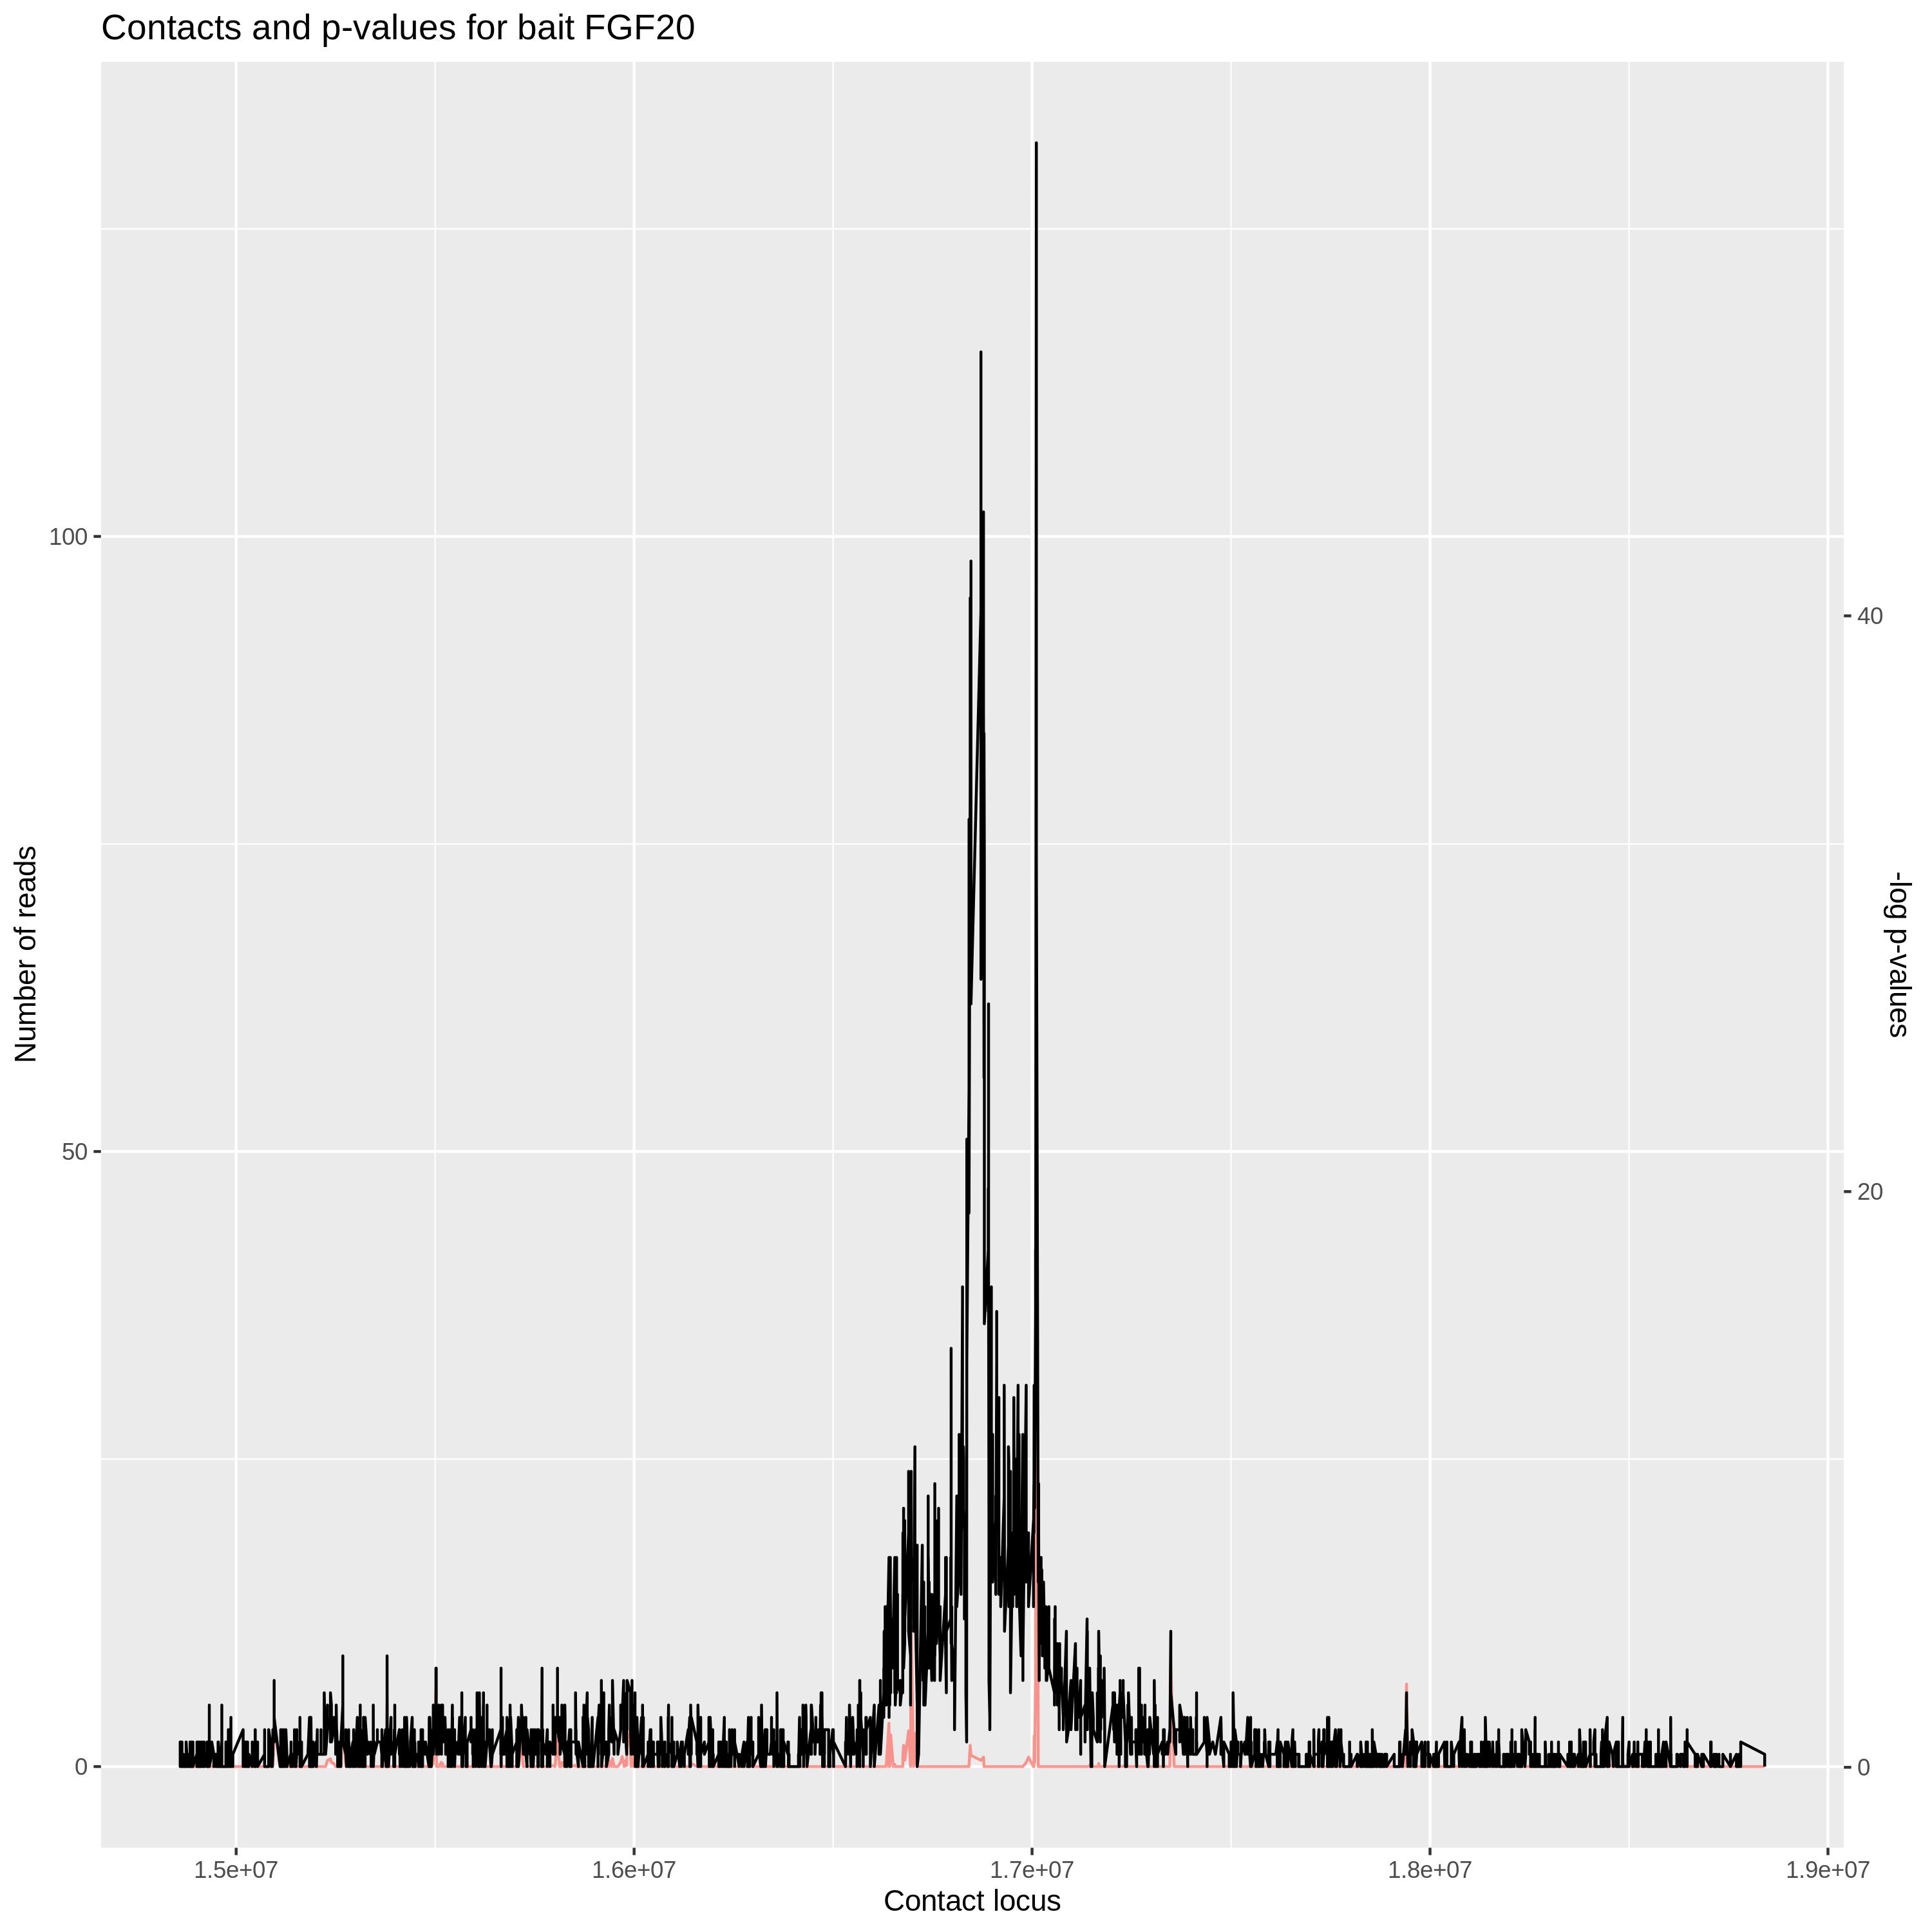 Contacts and p-values for bait FGF20
Number of reads
100
50
0
40
20
0
-log p-values
1.5e+07 1.6e+07 1.7e+07 1.8e+07 1.9e+07
Contact locus